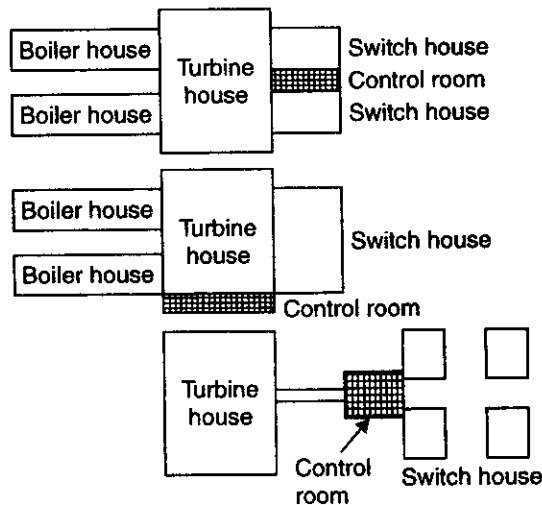 Boiler house
Turbine
house
Boiler house
Switch house
Control room
Switch house
Boiler house
Turbine
house
Boiler house
Switch house
Control room
Turbine
house
Control
room
Switch house